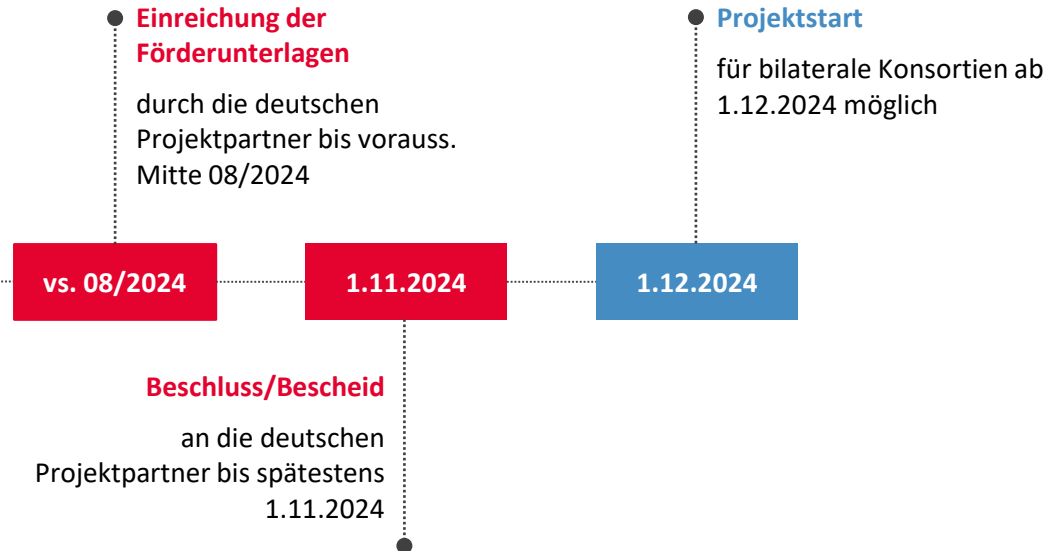 Einreichung der
Förderunterlagen
durch die deutschen
Projektpartner bis vorauss.
Mitte 08/2024
Projektstart
für bilaterale Konsortien ab
1.12.2024 möglich
vs. 08/2024
1.11.2024
1.12.2024
Beschluss/Bescheid
an die deutschen
Projektpartner bis spätestens
1.11.2024